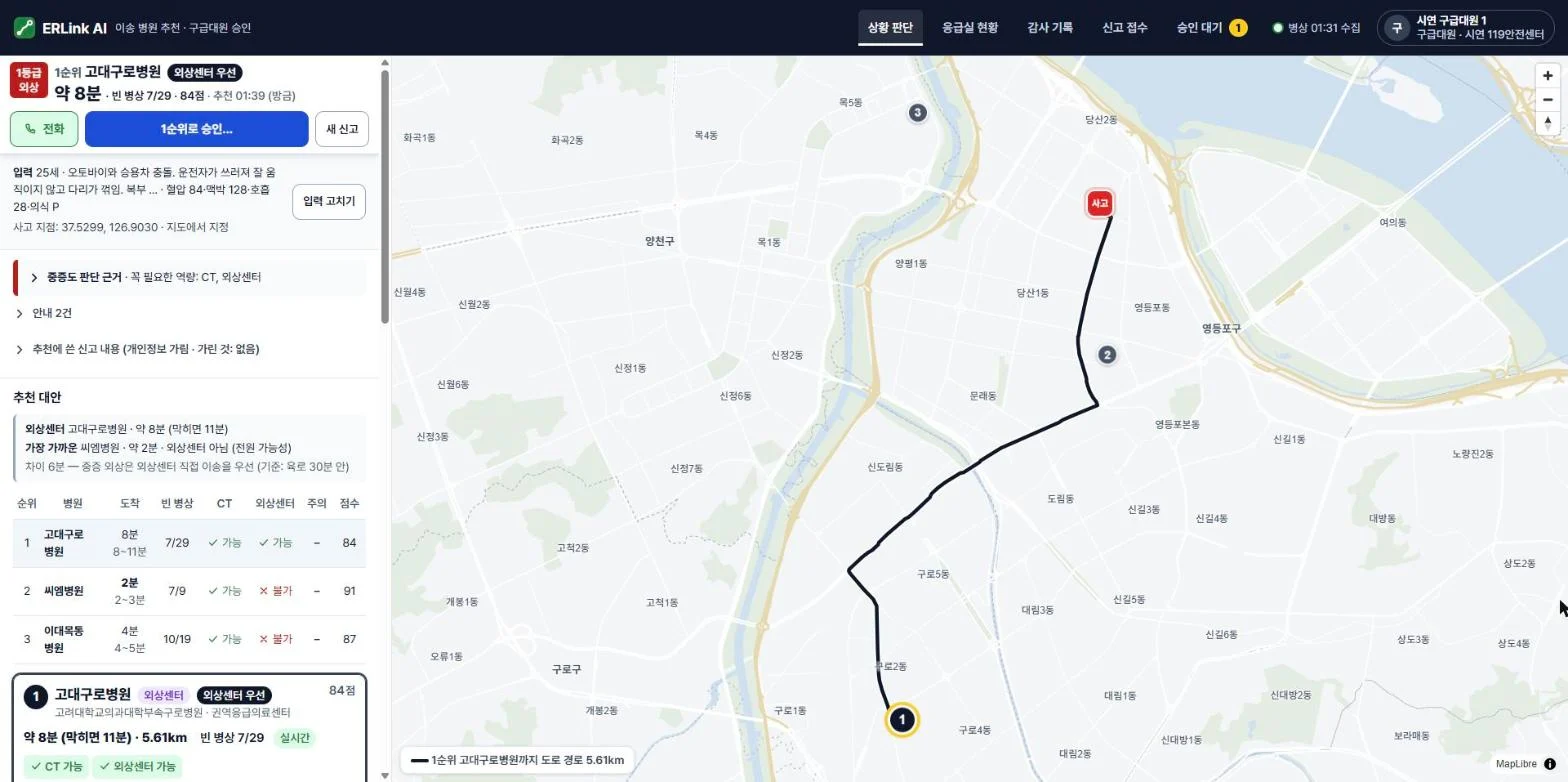 ERLink AI 이송 병원 추천 · 구급대원 승인
상황 판단 응급실 현황 감사 기록 신고 접수 승인 대기 1
병상 01:31 수집
구 시연 구급대원 1
구급대원 · 시연 119안전센터
1등급
외상
1순위 고대구로병원 외상센터 우선
약 8분 · 빈 병상 7/29 · 84점 · 추천 01:39 (방금)
전화 1순위로 승인... 새 신고
입력 25세 · 오토바이와 승용차 충돌. 운전자가 쓰러져 잘 움
직이지 않고 다리가 꺾임. 복부 ... · 혈압 84·맥박 128·호흡
28·의식 P
사고 지점: 37.5299, 126.9030 · 지도에서 지정
입력 고치기
중증도 판단 근거 · 꼭 필요한 역량: CT, 외상센터
안내 2건
추천에 쓴 신고 내용 (개인정보 가림 · 가린 것: 없음)
추천 대안
외상센터 고대구로병원 · 약 8분 (막히면 11분)
가장 가까운 씨엠병원 · 약 2분 · 외상센터 아님 (전원 가능성)
차이 6분 — 중증 외상은 외상센터 직접 이송을 우선 (기준: 육로 30분 안)
순위 병원 도착 빈 병상 CT 외상센터 주의 점수
1 고대구로병원 8분 8~11분 7/29 ✓ 가능 ✓ 가능 – 84
2 씨엠병원 2분 2~3분 7/9 ✓ 가능 × 불가 – 91
3 이대목동병원 4분 4~5분 10/19 ✓ 가능 × 불가 – 87
1 고대구로병원 외상센터 외상센터 우선 84점
고려대학교의과대학부속구로병원 · 권역응급의료센터
약 8분 (막히면 11분) · 5.61km 빈 병상 7/29 실시간
✓ CT 가능 ✓ 외상센터 가능
목5동
3
당산2동
화곡1동
화곡2동
목4동
사고
여의동
양천구
목1동
양평1동
신월4동
신월2동
당산1동
영등포동
영등포구
신정2동
2
신정1동
신월6동
신정6동
문래동
영등포본동
신정3동
신길1동
노량진2동
신정7동
신도림동
도림동
신길3동
신길4동
대방동
고척2동
구로5동
상도2동
개봉1동
고척1동
대림3동
신길5동
신길6동
상도3동
상도4동
오류1동
구로구
구로2동
대림1동
신대방2동
개봉2동
구로1동
1
구로4동
신대방1동
보라매동
대림2동
1순위 고대구로병원까지 도로 경로 5.61km
MapLibre